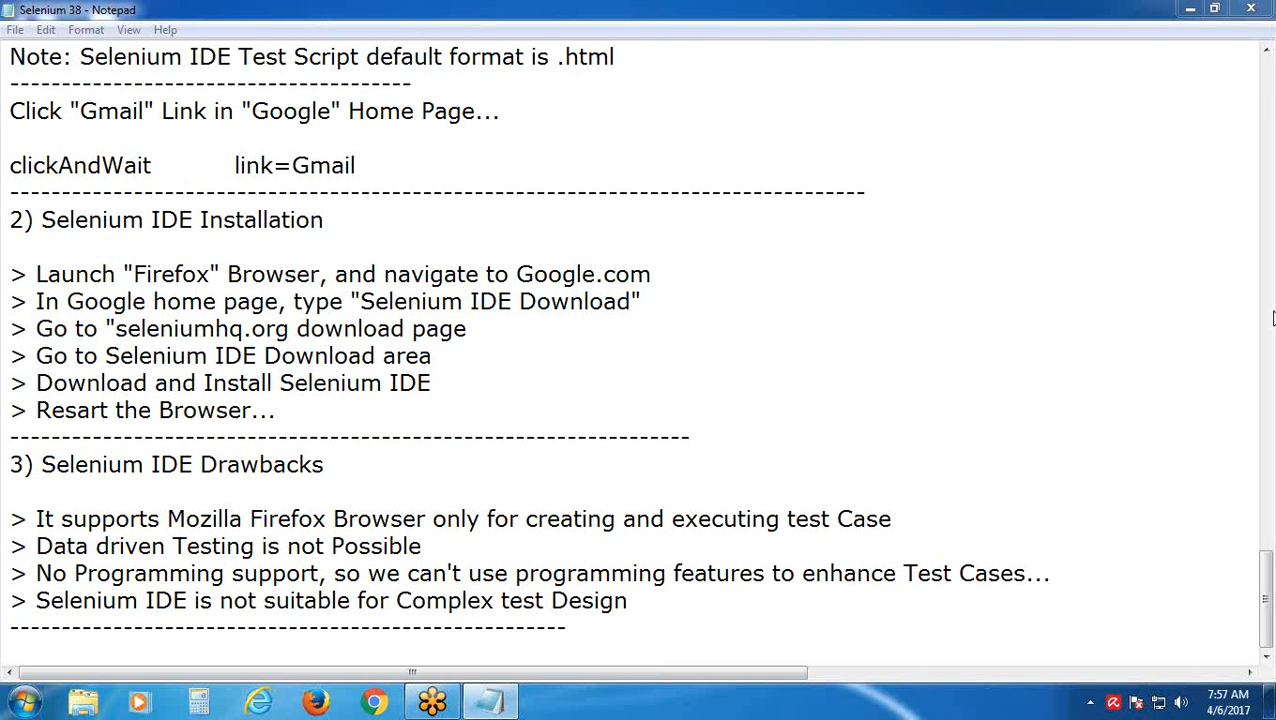 Selenium 38 - Notepad
File Edit Format View Help
Note: Selenium IDE Test Script default format is .html
---------------------------------------
Click "Gmail" Link in "Google" Home Page...
clickAndWait link=Gmail
----------------------------------------------------------------------------------
2) Selenium IDE Installation
> Launch "Firefox" Browser, and navigate to Google.com
> In Google home page, type "Selenium IDE Download"
> Go to "seleniumhq.org download page
> Go to Selenium IDE Download area
> Download and Install Selenium IDE
> Resart the Browser...
-----------------------------------------------------------------
3) Selenium IDE Drawbacks
> It supports Mozilla Firefox Browser only for creating and executing test Case
> Data driven Testing is not Possible
> No Programming support, so we can't use programming features to enhance Test Cases...
> Selenium IDE is not suitable for Complex test Design
-----------------------------------------------------
7:57 AM
4/6/2017